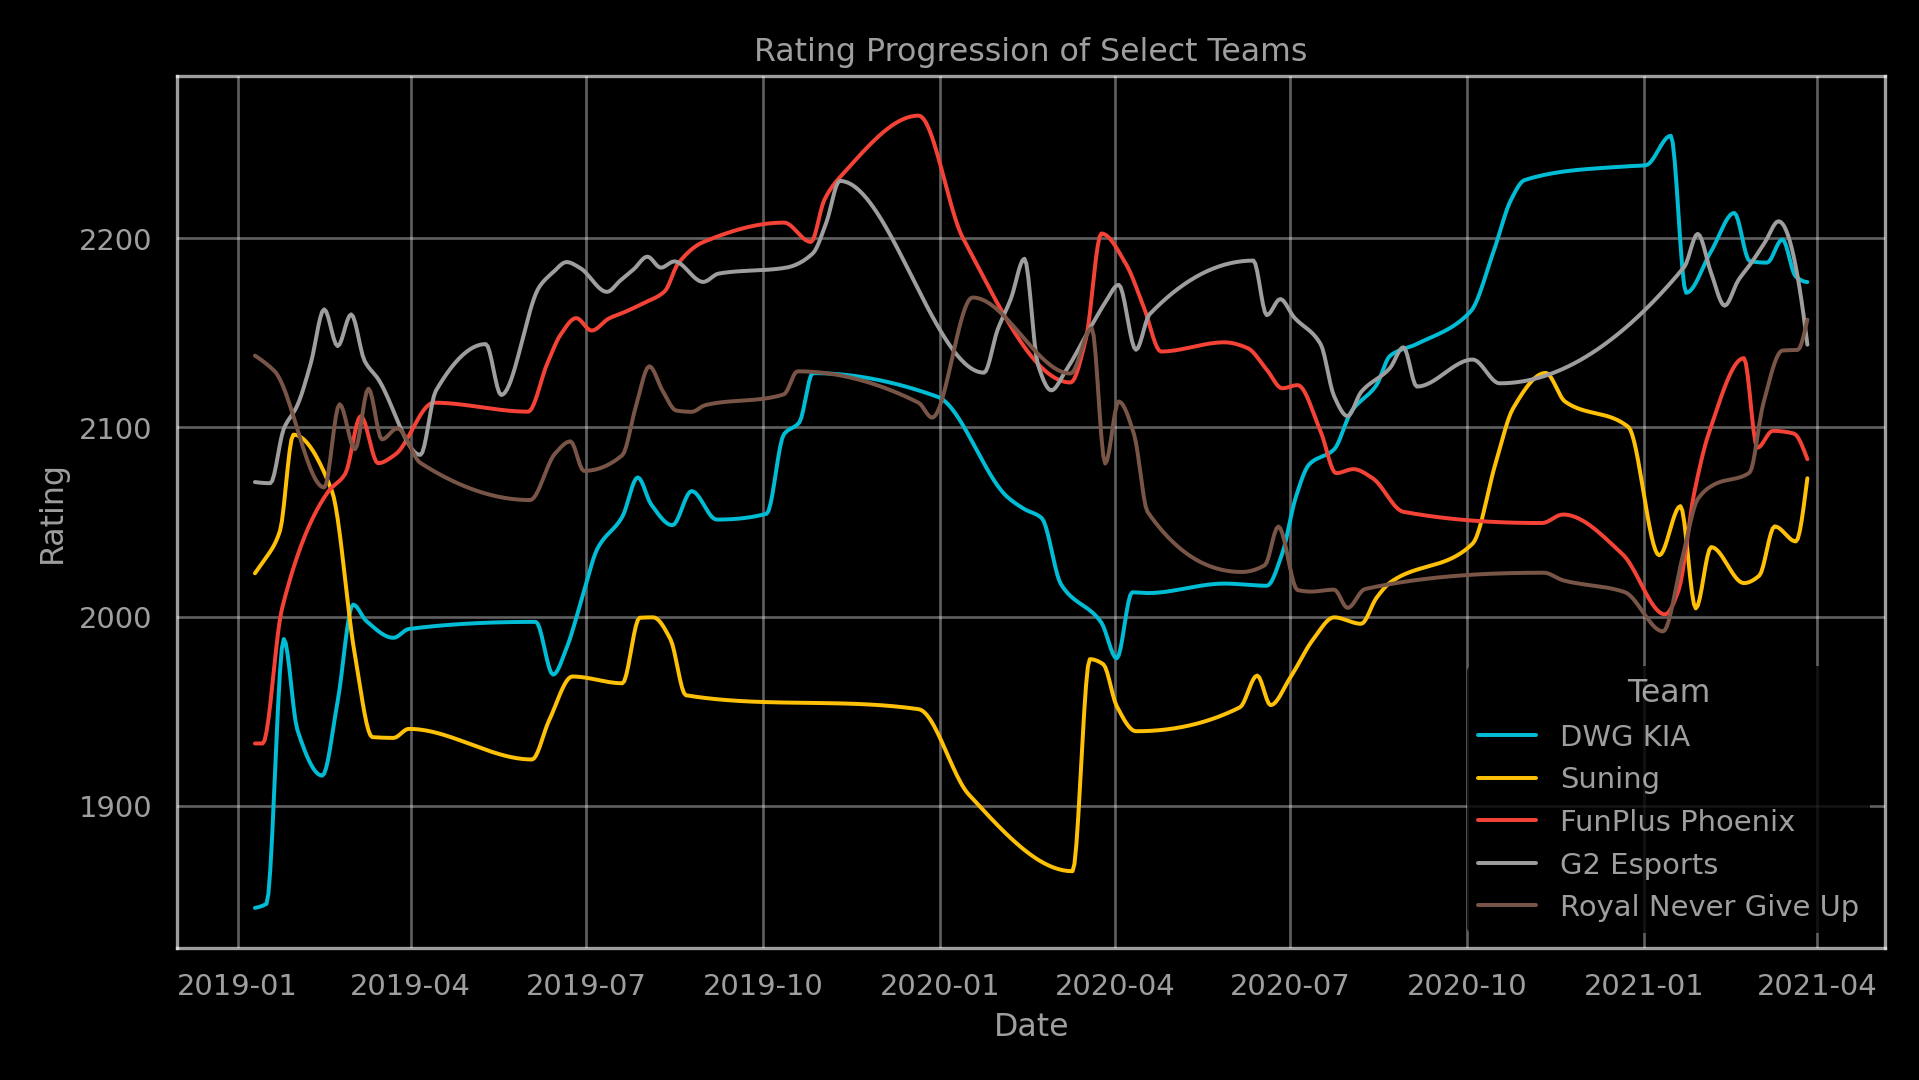 Rating Progression of Select Teams
Rating
2200
2100
2000
1900
2019-01 2019-04 2019-07 2019-10 2020-01 2020-04 2020-07 2020-10 2021-01 2021-04
Date
Team
DWG KIA
Suning
FunPlus Phoenix
G2 Esports
Royal Never Give Up